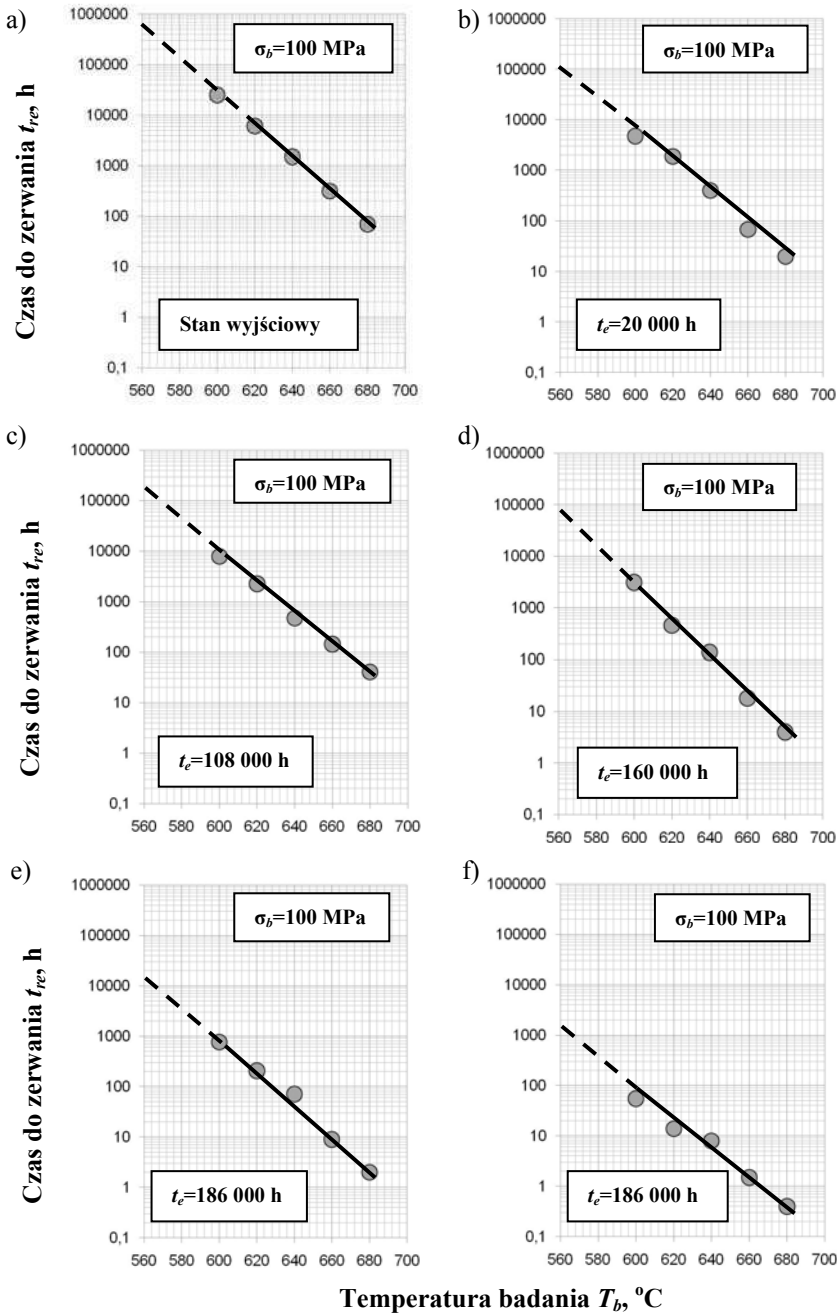 a)
b)
1000000
100000
10000
1000
100
10
1
0,1
σb=100 MPa
Stan wyjściowy
560 580 600 620 640 660 680 700
1000000
100000
10000
1000
100
10
1
0,1
σb=100 MPa
te=20 000 h
560 580 600 620 640 660 680 700
Czas do zerwania tre, h
c)
d)
1000000
100000
10000
1000
100
10
1
0,1
σb=100 MPa
te=108 000 h
560 580 600 620 640 660 680 700
1000000
100000
10000
1000
100
10
1
0,1
σb=100 MPa
te=160 000 h
560 580 600 620 640 660 680 700
Czas do zerwania tre, h
e)
f)
1000000
100000
10000
1000
100
10
1
0,1
σb=100 MPa
te=186 000 h
560 580 600 620 640 660 680 700
1000000
100000
10000
1000
100
10
1
0,1
σb=100 MPa
te=186 000 h
560 580 600 620 640 660 680 700
Czas do zerwania tre, h
Temperatura badania Tb, oC